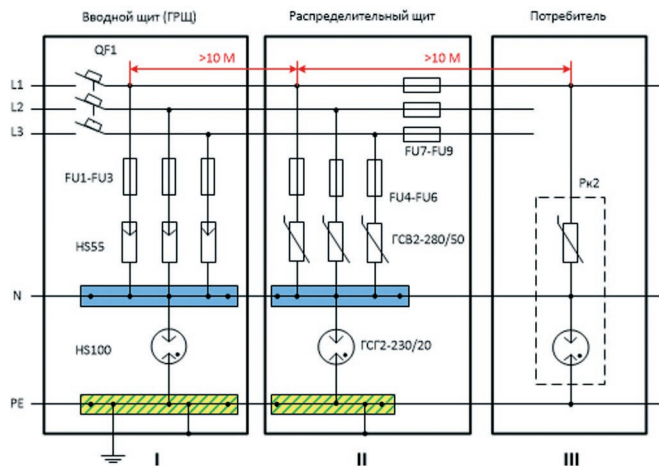 Вводной щит (ГРЩ)
Распределительный щит
Потребитель
QF1
>10 М
>10 М
L1
L2
L3
FU7-FU9
FU1-FU3
FU4-FU6
Рк2
HS55
ГСВ2-280/50
N
HS100
ГСГ2-230/20
PE
I
II
III